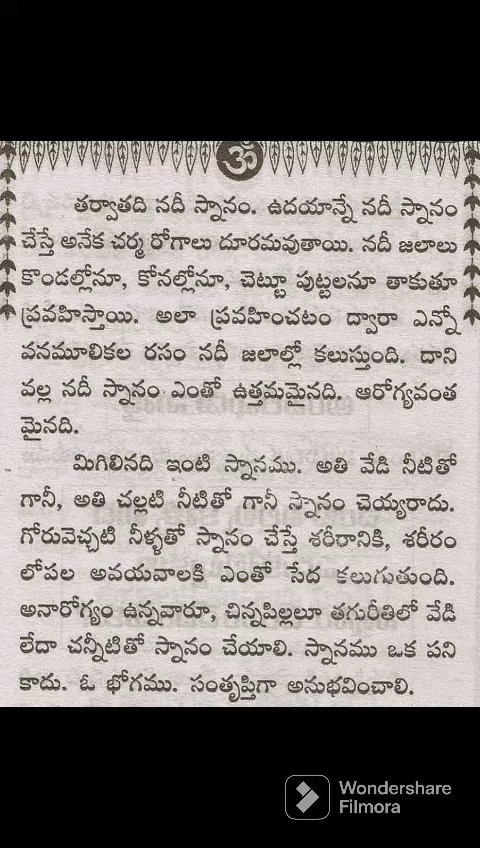 ఓం
తర్వాతది నదీ స్నానం. ఉదయాన్నే నదీ స్నానం
చేస్తే అనేక చర్మ రోగాలు దూరమవుతాయి. నదీ జలాలు
కొండల్లోనూ, కోనల్లోనూ, చెట్టూ పుట్టలనూ తాకుతూ
ప్రవహిస్తాయి. అలా ప్రవహించటం ద్వారా ఎన్నో
వనమూలికల రసం నదీ జలాల్లో కలుస్తుంది. దాని
వల్ల నదీ స్నానం ఎంతో ఉత్తమమైనది. ఆరోగ్యవంత
మైనది.
మిగిలినది ఇంటి స్నానము. అతి వేడి నీటితో
గానీ, అతి చల్లటి నీటితో గానీ స్నానం చెయ్యరాదు.
గోరువెచ్చటి నీళ్ళతో స్నానం చేస్తే శరీరానికి, శరీరం
లోపల అవయవాలకి ఎంతో సేద కలుగుతుంది.
అనారోగ్యం ఉన్నవారూ, చిన్నపిల్లలూ తగురీతిలో వేడి
లేదా చన్నీటితో స్నానం చేయాలి. స్నానము ఒక పని
కాదు. ఓ భోగము. సంతృప్తిగా అనుభవించాలి.
Wondershare
Filmora